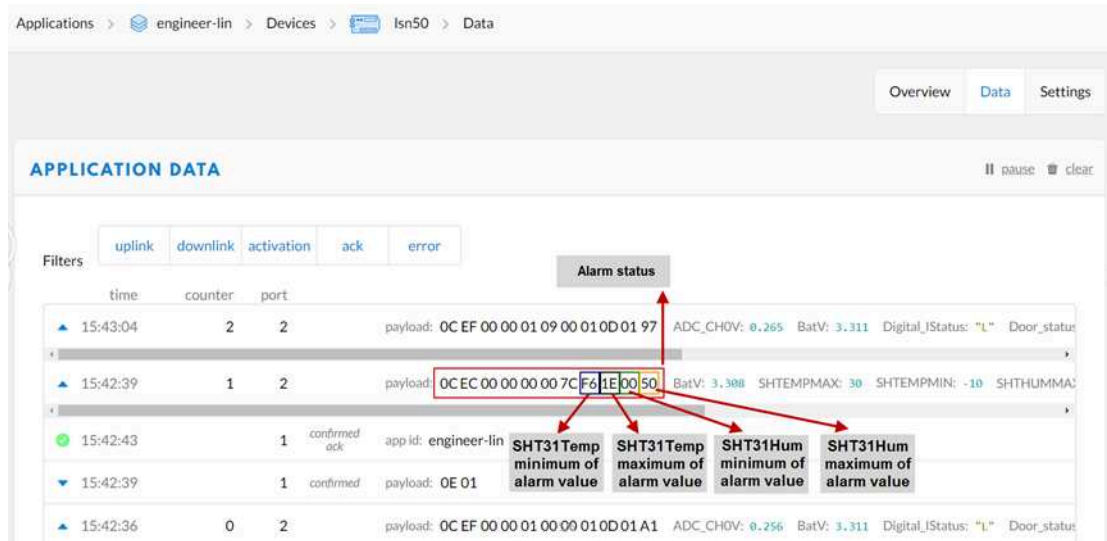 Applications > engineer-lin > Devices > lsn50 > Data
Overview Data Settings
APPLICATION DATA
pause clear
Filters uplink downlink activation ack error
Alarm status
time counter port
15:43:04 2 2 payload: 0C EF 00 00 01 09 00 01 0D 01 97 ADC_CH0V: 0.265 BatV: 3.311 Digital_IStatus: "L" Door_status
15:42:39 1 2 payload: 0C EC 00 00 00 00 7C F6 1E 00 50 BatV: 3.308 SHTEMPMAX: 30 SHTEMPMIN: -10 SHTHUMMA
15:42:43 1 confirmed ack app id: engineer-lin
SHT31Temp minimum of alarm value
SHT31Temp maximum of alarm value
SHT31Hum minimum of alarm value
SHT31Hum maximum of alarm value
15:42:39 1 confirmed payload: 0E 01
15:42:36 0 2 payload: 0C EF 00 00 01 00 00 01 0D 01 A1 ADC_CH0V: 0.256 BatV: 3.311 Digital_IStatus: "L" Door_status